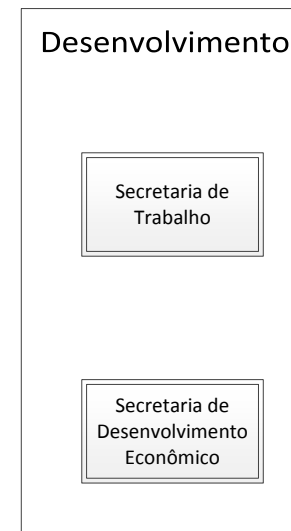 Desenvolvimento
Secretaria de
Trabalho
Secretaria de
Desenvolvimento
Econômico